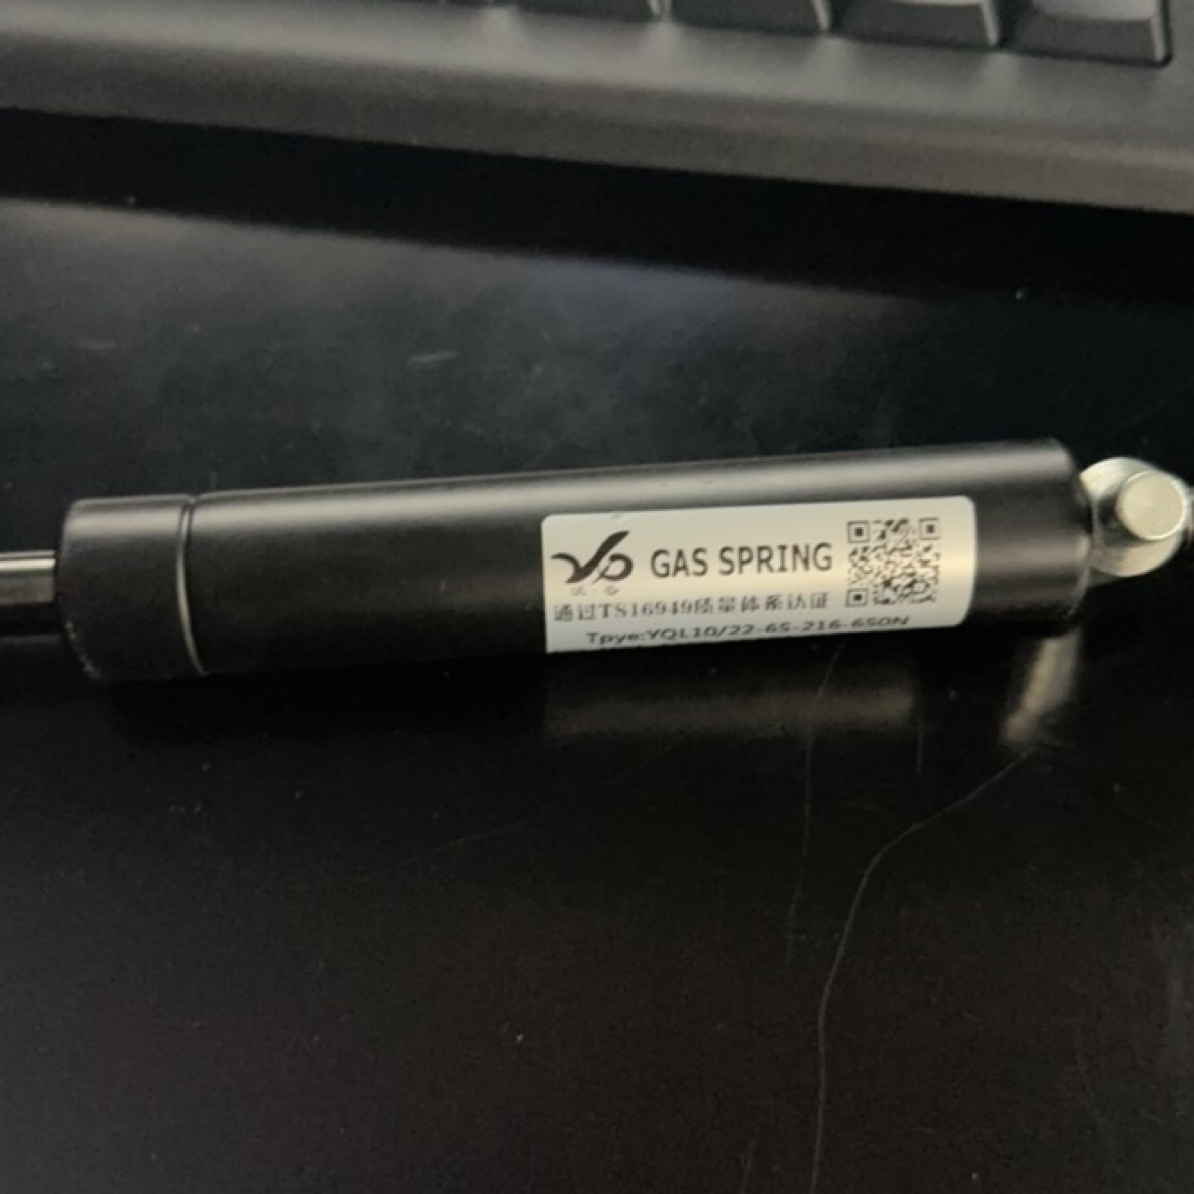 GAS SPRING
通过TS16949质量体系认证
Tpye:YQL10/22-65-216-650N